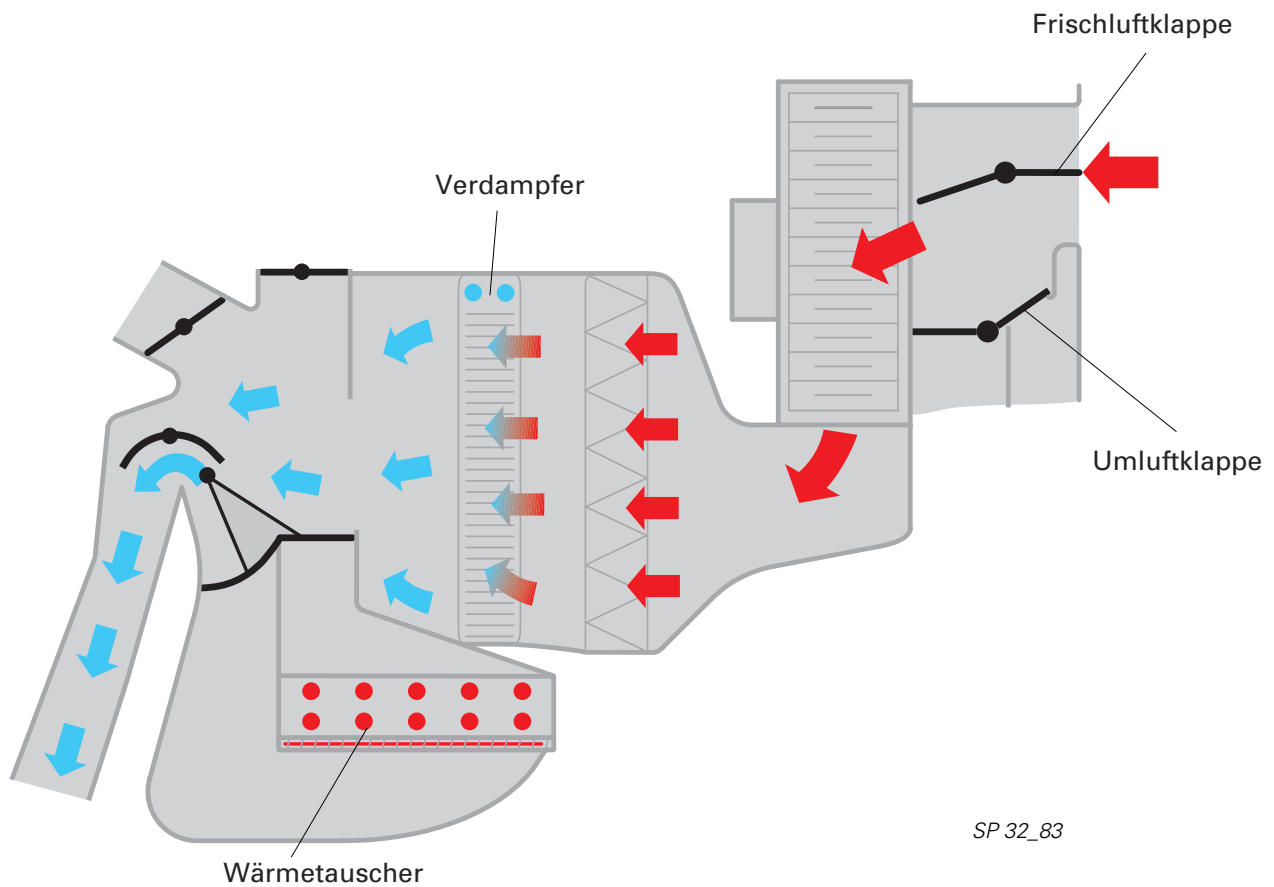 Frischluftklappe
Verdampfer
Umluftklappe
SP 32_83
Wärmetauscher